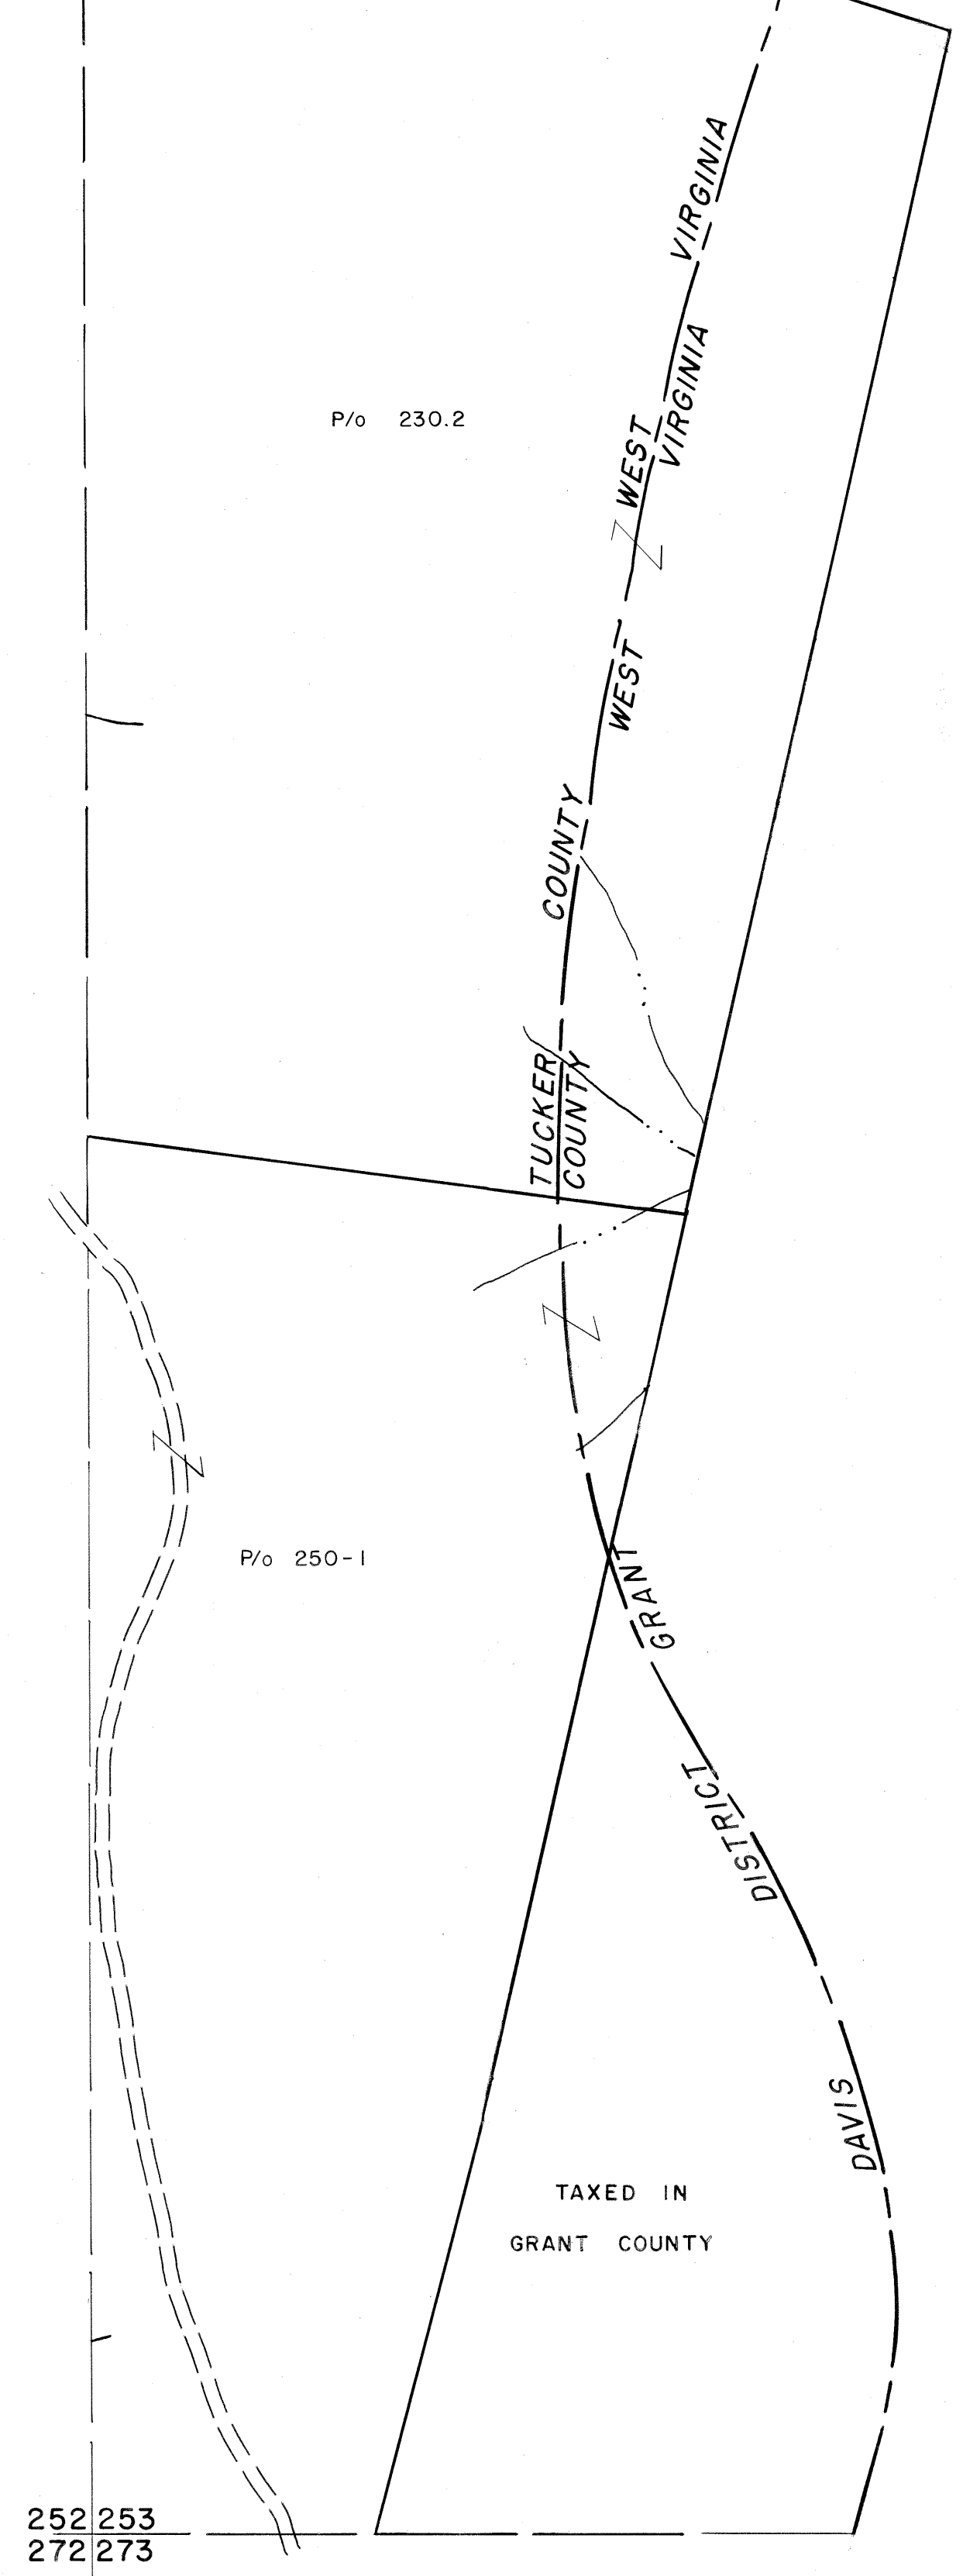 P/o 230.2
TUCKER COUNTY WEST VIRGINIA
COUNTY WEST VIRGINIA
GRANT
P/o 250-1
DAVIS DISTRICT
TAXED IN
GRANT COUNTY
252 253
272 273